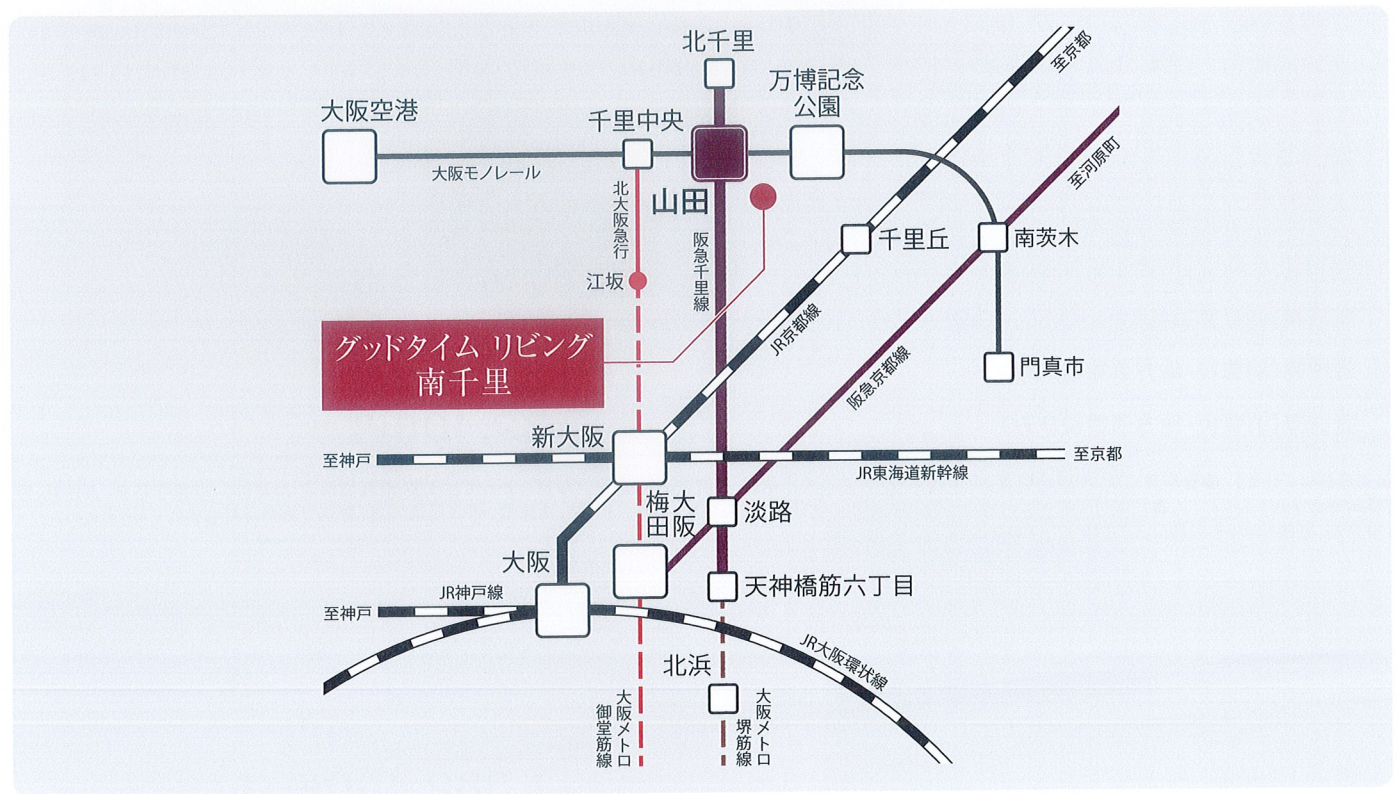 北千里
万博記念
公園
至京都
大阪空港
千里中央
大阪モノレール
至河原町
北大阪急行
山田
阪急千里線
千里丘
南茨木
江坂
JR京都線
グッドタイム リビング
南千里
阪急京都線
門真市
新大阪
至神戸
至京都
JR東海道新幹線
大阪
梅田
淡路
大阪
天神橋筋六丁目
JR神戸線
至神戸
JR大阪環状線
北浜
大阪メトロ
御堂筋線
大阪メトロ
堺筋線